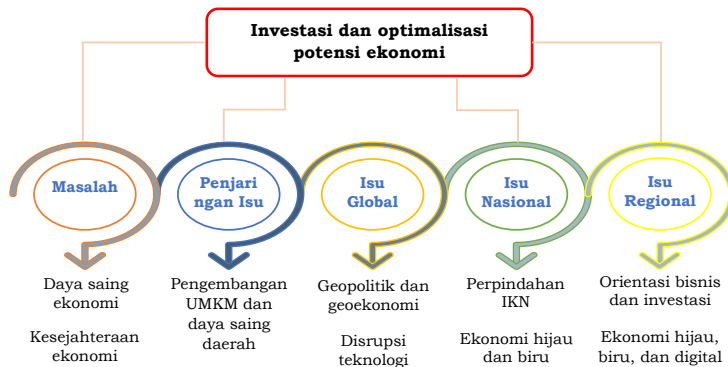 Investasi dan optimalisasi
potensi ekonomi
Masalah
Penjari
ngan Isu
Isu
Global
Isu
Nasional
Isu
Regional
Daya saing
ekonomi
Kesejahteraan
ekonomi
Pengembangan
UMKM dan
daya saing
daerah
Geopolitik dan
geoekonomi
Disrupsi
teknologi
Perpindahan
IKN
Ekonomi hijau
dan biru
Orientasi bisnis
dan investasi
Ekonomi hijau,
biru, dan digital